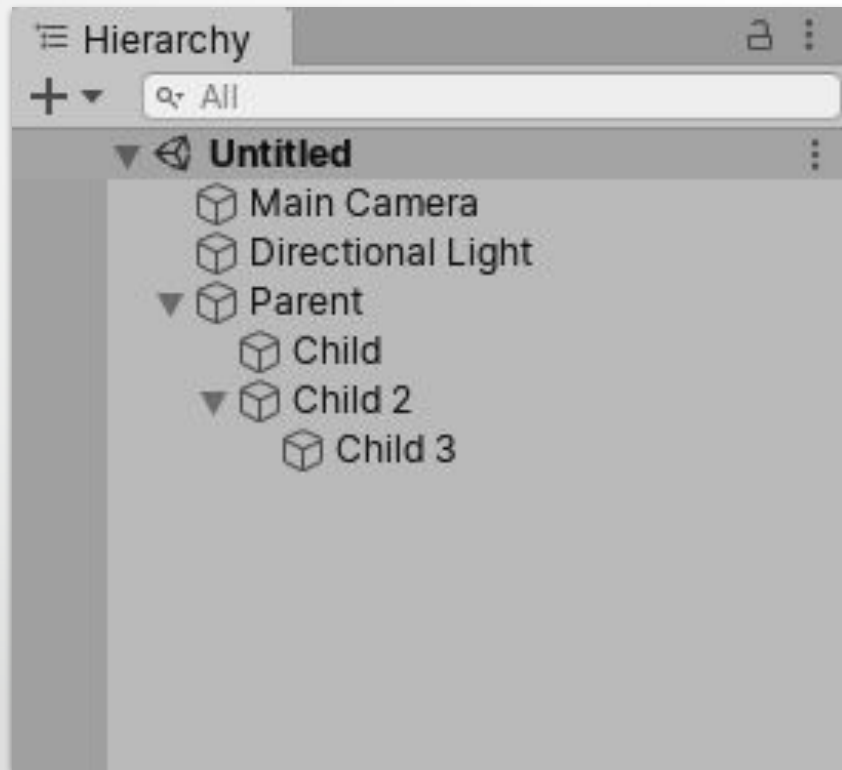 Hierarchy
All
Untitled
Main Camera
Directional Light
Parent
Child
Child 2
Child 3